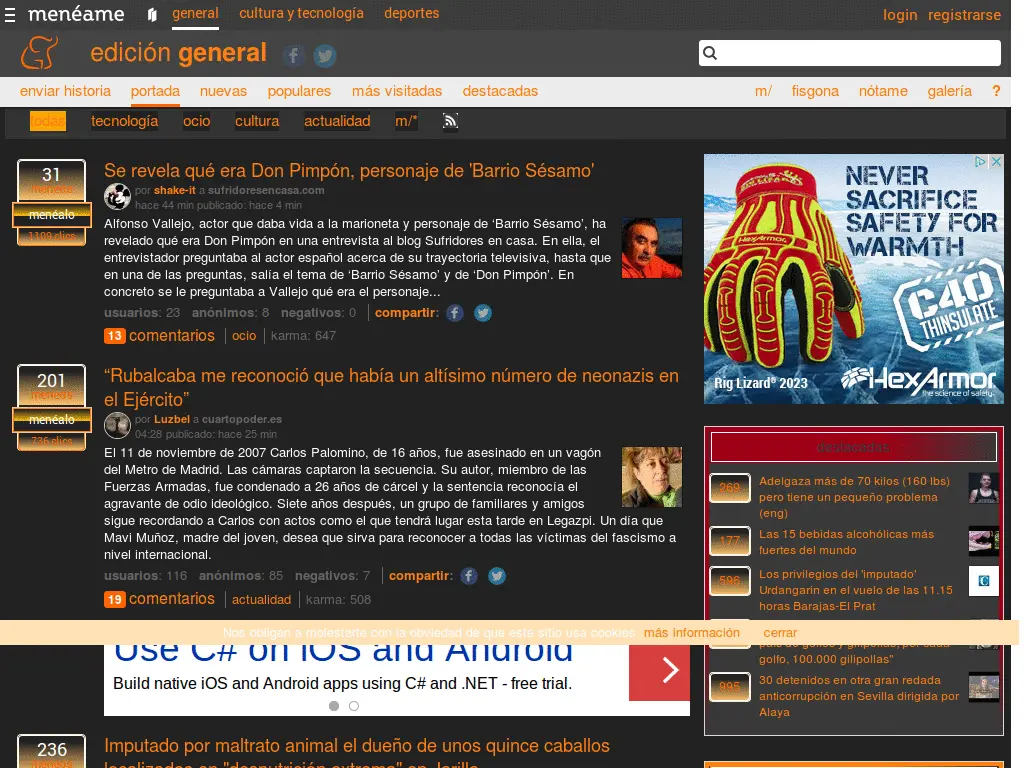 menéame general cultura y tecnología deportes login registrarse
edición general
enviar historia portada nuevas populares más visitadas destacadas m/ fisgona nótame galería ?
todas tecnología ocio cultura actualidad m/*
31
meneos
menéalo
1109 clics
Se revela qué era Don Pimpón, personaje de 'Barrio Sésamo'
por shake-it a sufridoresencasa.com
hace 44 min publicado: hace 4 min
Alfonso Vallejo, actor que daba vida a la marioneta y personaje de ‘Barrio Sésamo’, ha
revelado qué era Don Pimpón en una entrevista al blog Sufridores en casa. En ella, el
entrevistador preguntaba al actor español acerca de su trayectoria televisiva, hasta que
en una de las preguntas, salía el tema de ‘Barrio Sésamo’ y de ‘Don Pimpón’. En
concreto se le preguntaba a Vallejo qué era el personaje...
usuarios: 23 anónimos: 8 negativos: 0 compartir:
13 comentarios ocio karma: 647
201
meneos
menéalo
736 clics
“Rubalcaba me reconoció que había un altísimo número de neonazis en
el Ejército”
por Luzbel a cuartopoder.es
04:28 publicado: hace 25 min
El 11 de noviembre de 2007 Carlos Palomino, de 16 años, fue asesinado en un vagón
del Metro de Madrid. Las cámaras captaron la secuencia. Su autor, miembro de las
Fuerzas Armadas, fue condenado a 26 años de cárcel y la sentencia reconocía el
agravante de odio ideológico. Siete años después, un grupo de familiares y amigos
sigue recordando a Carlos con actos como el que tendrá lugar esta tarde en Legazpi. Un día que
Mavi Muñoz, madre del joven, desea que sirva para reconocer a todas las víctimas del fascismo a
nivel internacional.
usuarios: 116 anónimos: 85 negativos: 7 compartir:
19 comentarios actualidad karma: 508
Nos obligan a molestarte con la obviedad de que este sitio usa cookies más información cerrar
Use C# on iOS and Android
Build native iOS and Android apps using C# and .NET - free trial.
236
Imputado por maltrato animal el dueño de unos quince caballos
localizados en "desnutrición extrema" en Jarilla
NEVER
SACRIFICE
SAFETY FOR
WARMTH
HexArmor
C40
THINSULATE
Rig Lizard® 2023
HexArmor
the science of safety.
destacadas
269
Adelgaza más de 70 kilos (160 lbs)
pero tiene un pequeño problema
(eng)
177
Las 15 bebidas alcohólicas más
fuertes del mundo
596
Los privilegios del 'imputado'
Urdangarin en el vuelo de las 11.15
horas Barajas-El Prat
país de golfos y gilipollas, por cada
golfo, 100.000 gilipollas"
995
30 detenidos en otra gran redada
anticorrupción en Sevilla dirigida por
Alaya